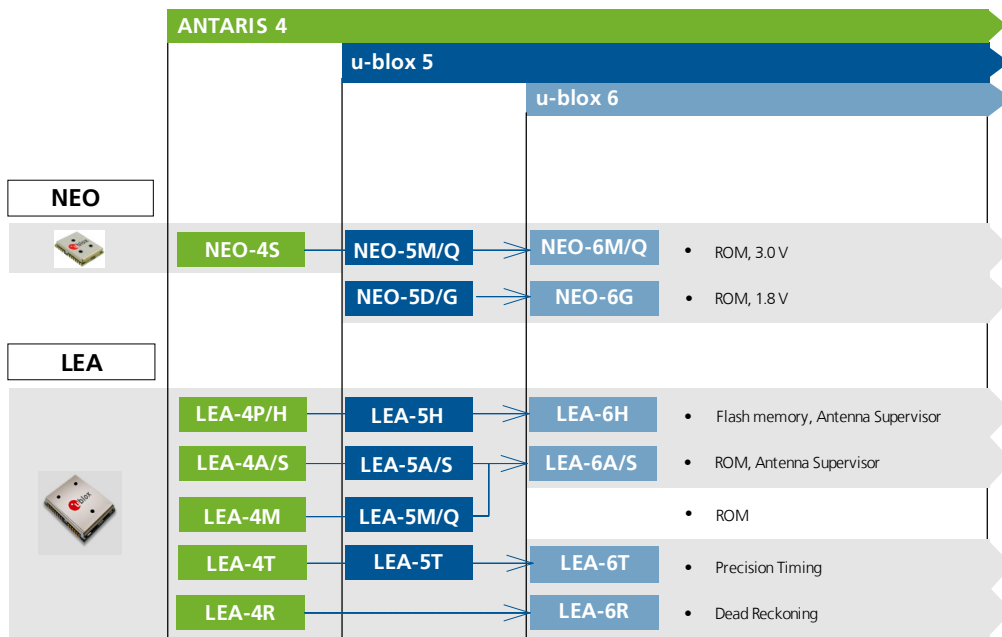 ANTARIS 4
u-blox 5
u-blox 6
NEO
NEO-4S NEO-5M/Q NEO-6M/Q • ROM, 3.0 V
NEO-5D/G NEO-6G • ROM, 1.8 V
LEA
LEA-4P/H LEA-5H LEA-6H • Flash memory, Antenna Supervisor
LEA-4A/S LEA-5A/S LEA-6A/S • ROM, Antenna Supervisor
LEA-4M LEA-5M/Q • ROM
LEA-4T LEA-5T LEA-6T • Precision Timing
LEA-4R LEA-6R • Dead Reckoning